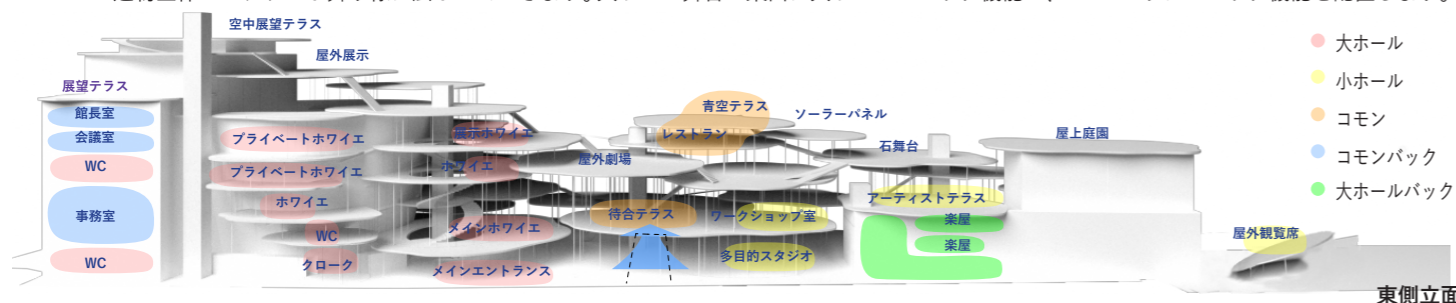 空中展望テラス
屋外展示
展望テラス
館長室
会議室
WC
事務室
WC
プライベートホワイエ
プライベートホワイエ
ホワイエ
WC
クローク
展示ホワイエ
ホワイエ
メインホワイエ
メインエントランス
青空テラス
レストラン
ソーラーパネル
屋外劇場
待合テラス
ワークショップ室
多目的スタジオ
石舞台
アーティストテラス
楽屋
楽屋
屋上庭園
屋外観覧席
大ホール
小ホール
コモン
コモンバック
大ホールバック
東側立面